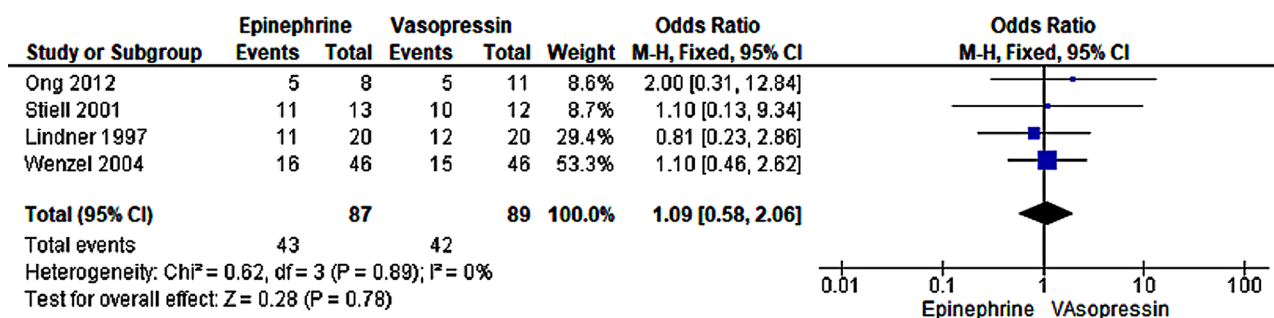 Epinephrine Vasopressin Odds Ratio Odds Ratio
Study or Subgroup Events Total Events Total Weight M-H, Fixed, 95% CI M-H, Fixed, 95% CI
Ong 2012 5 8 5 11 8.6% 2.00 [0.31, 12.84]
Stiell 2001 11 13 10 12 8.7% 1.10 [0.13, 9.34]
Lindner 1997 11 20 12 20 29.4% 0.81 [0.23, 2.86]
Wenzel 2004 16 46 15 46 53.3% 1.10 [0.46, 2.62]
Total (95% CI) 87 89 100.0% 1.09 [0.58, 2.06]
Total events 43 42
Heterogeneity: Chi² = 0.62, df = 3 (P = 0.89); I² = 0%
Test for overall effect: Z = 0.28 (P = 0.78)
0.01 0.1 1 10 100
Epinephrine VAsopressin